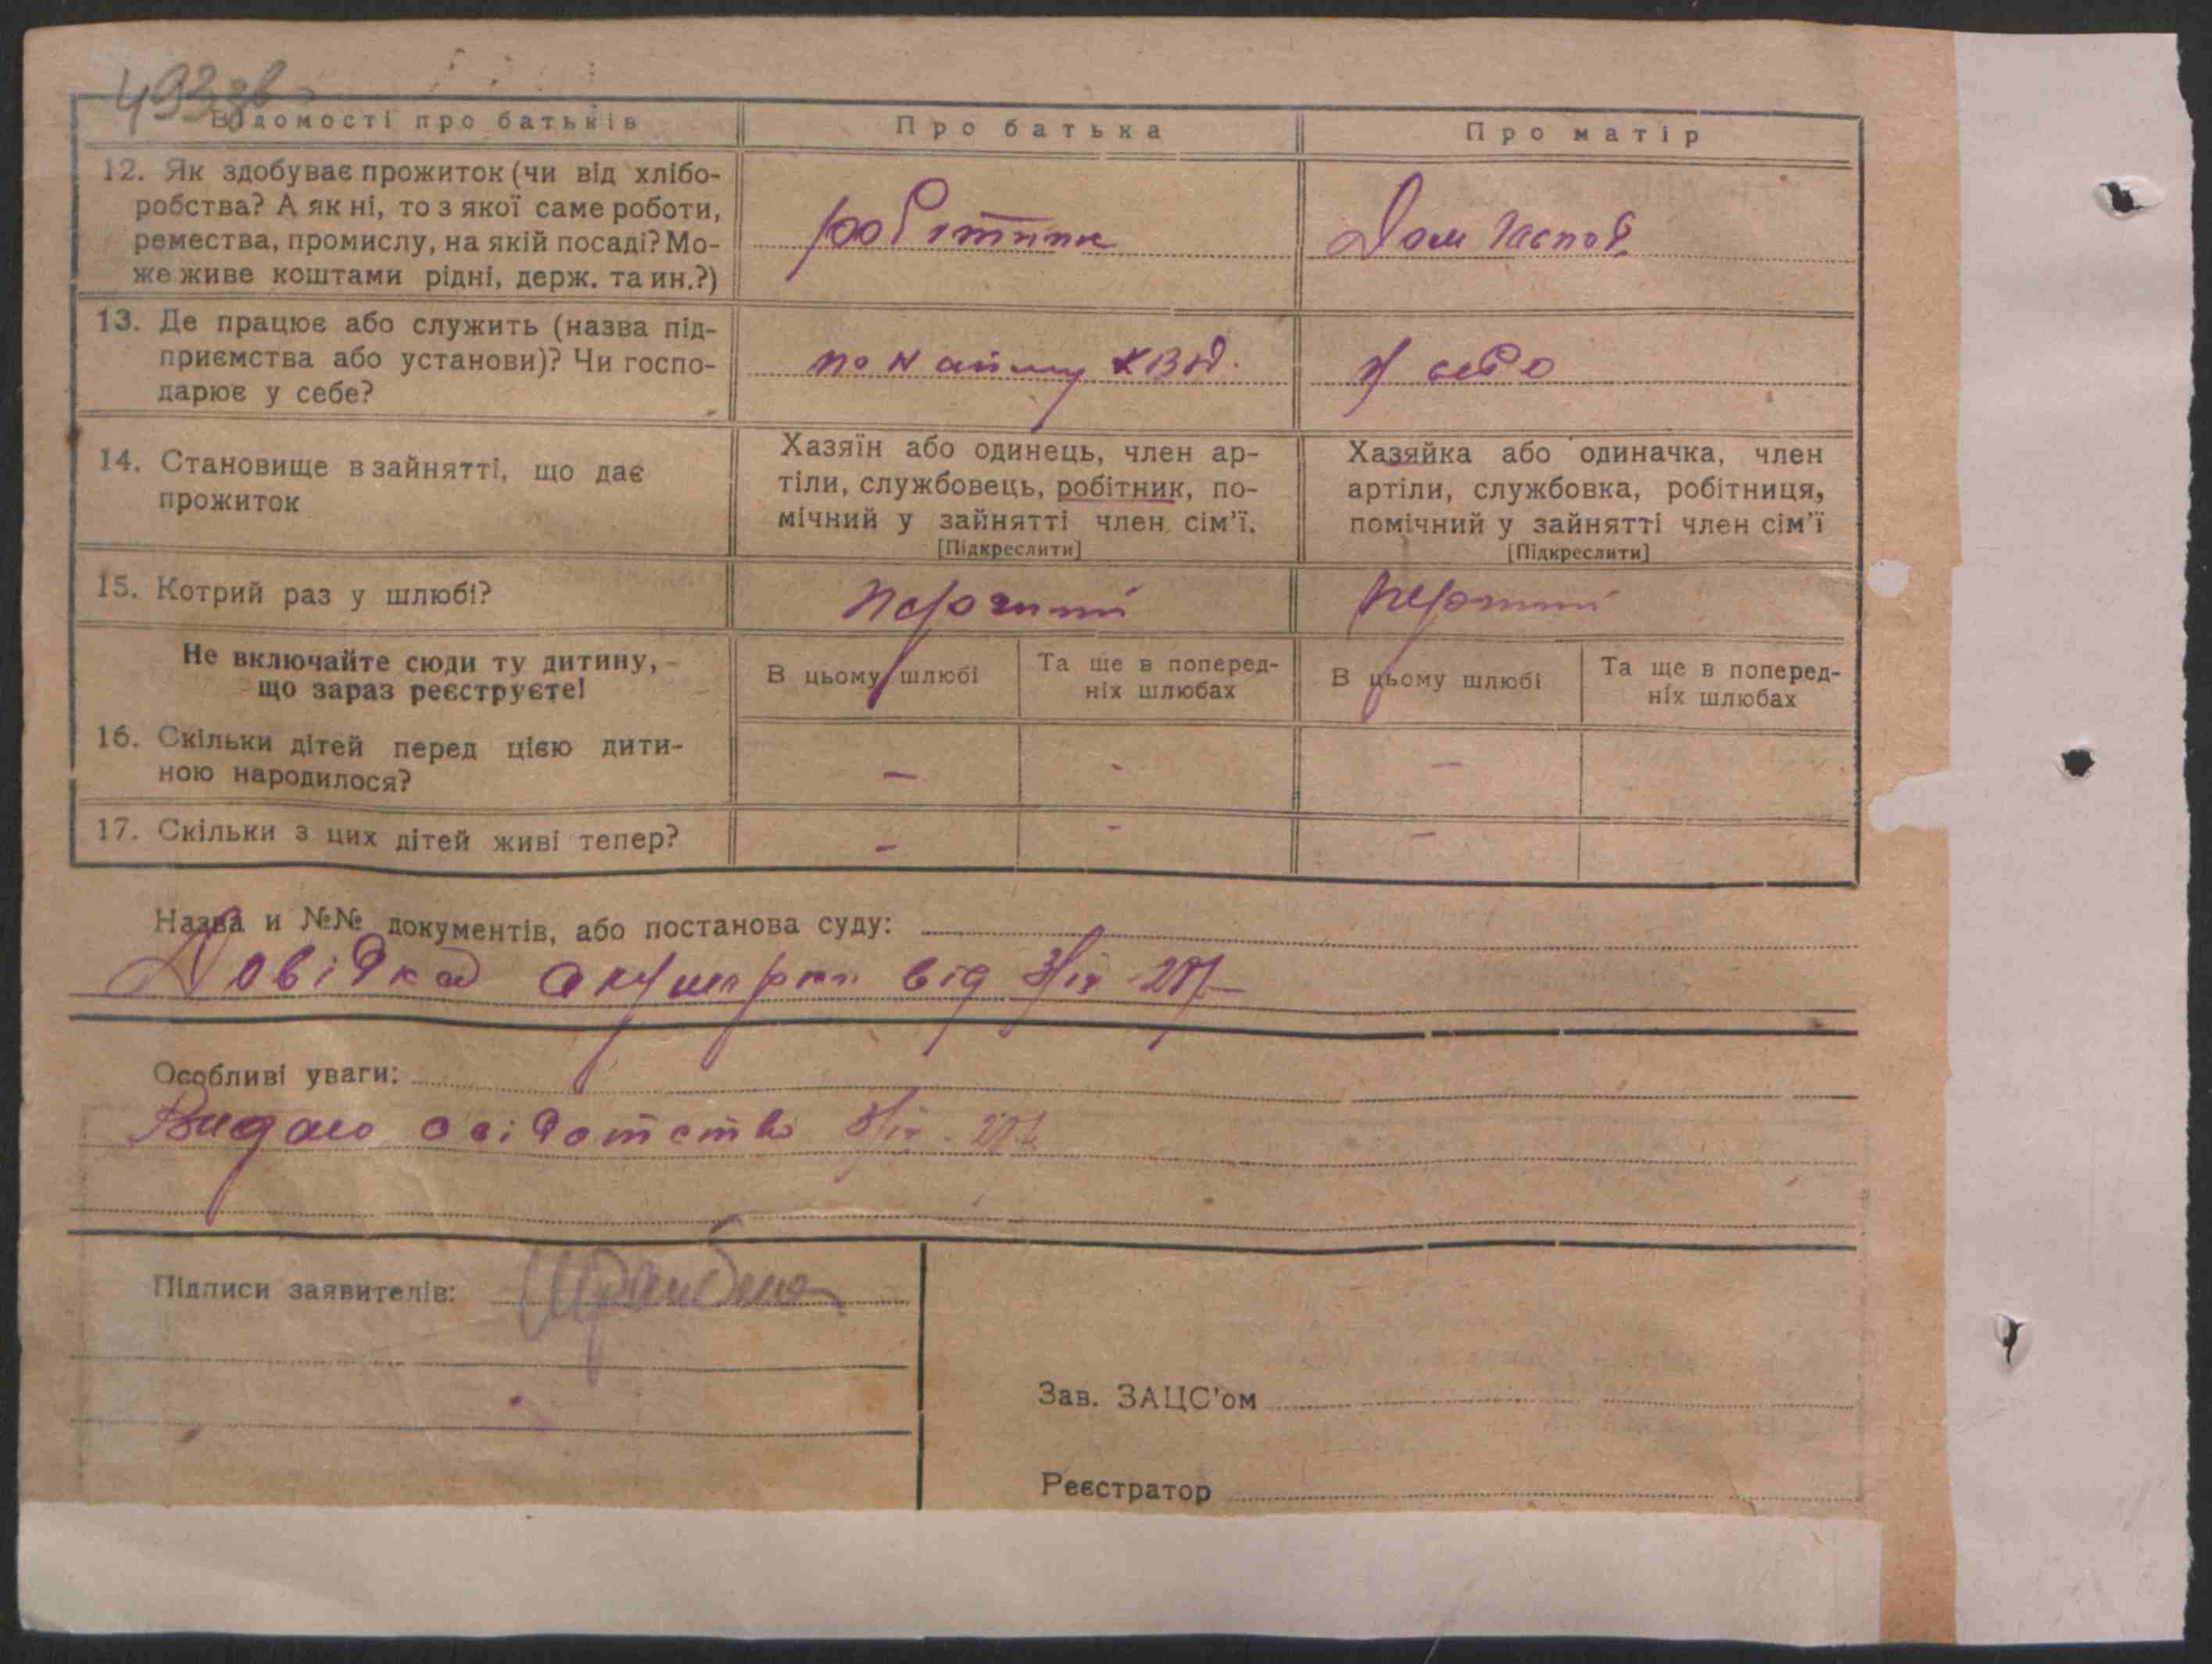 493зв
Відомості про батьків
Про батька
Про матір
12. Як здобуває прожиток (чи від хлібо-
робства? А як ні, то з якої саме роботи,
ремества, промислу, на якій посаді? Мо-
же живе коштами рідні, держ. та ин.?)
робітник
Дом господ.
13. Де працює або служить (назва під-
приємства або установи)? Чи госпо-
дарює у себе?
по найму
У себе
14. Становище в зайнятті, що дає
прожиток
Хазяїн або одинець, член ар-
тіли, службовець, робітник, по-
мічний у зайнятті член сім'ї.
[Підкреслити]
Хазяйка або одиначка, член
артіли, службовка, робітниця,
помічний у зайнятті член сім'ї
[Підкреслити]
15. Котрий раз у шлюбі?
перший
перший
Не включайте сюди ту дитину,
що зараз реєструєте!
В цьому шлюбі
Та ще в поперед-
ніх шлюбах
В цьому шлюбі
Та ще в поперед-
ніх шлюбах
16. Скільки дітей перед цією дити-
ною народилося?
— - —
17. Скільки з цих дітей живі тепер?
- - -
Назва и №№ документів, або постанова суду:
Довідка акушерки від
Особливі уваги:
Видано
Підписи заявителів:
Зав. ЗАЦС'ом
Реєстратор